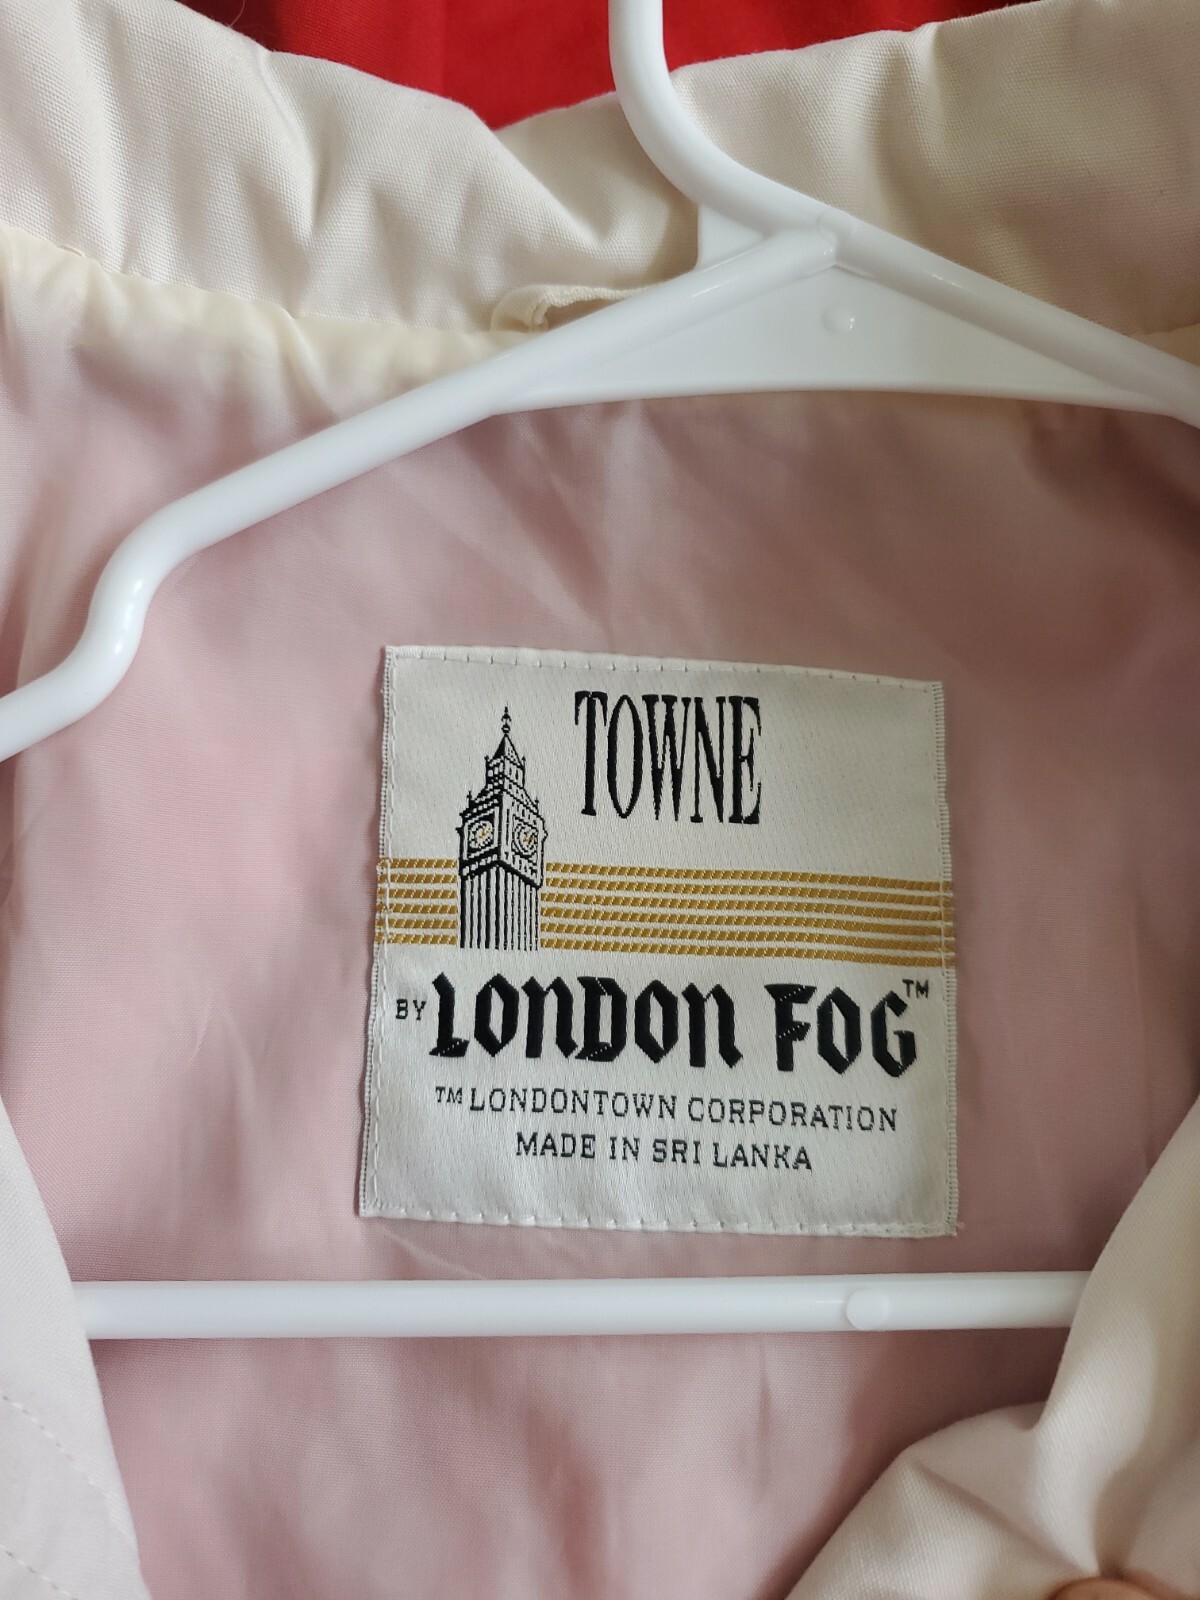 TOWNE
BY LONDON FOG™
™ LONDONTOWN CORPORATION
MADE IN SRI LANKA